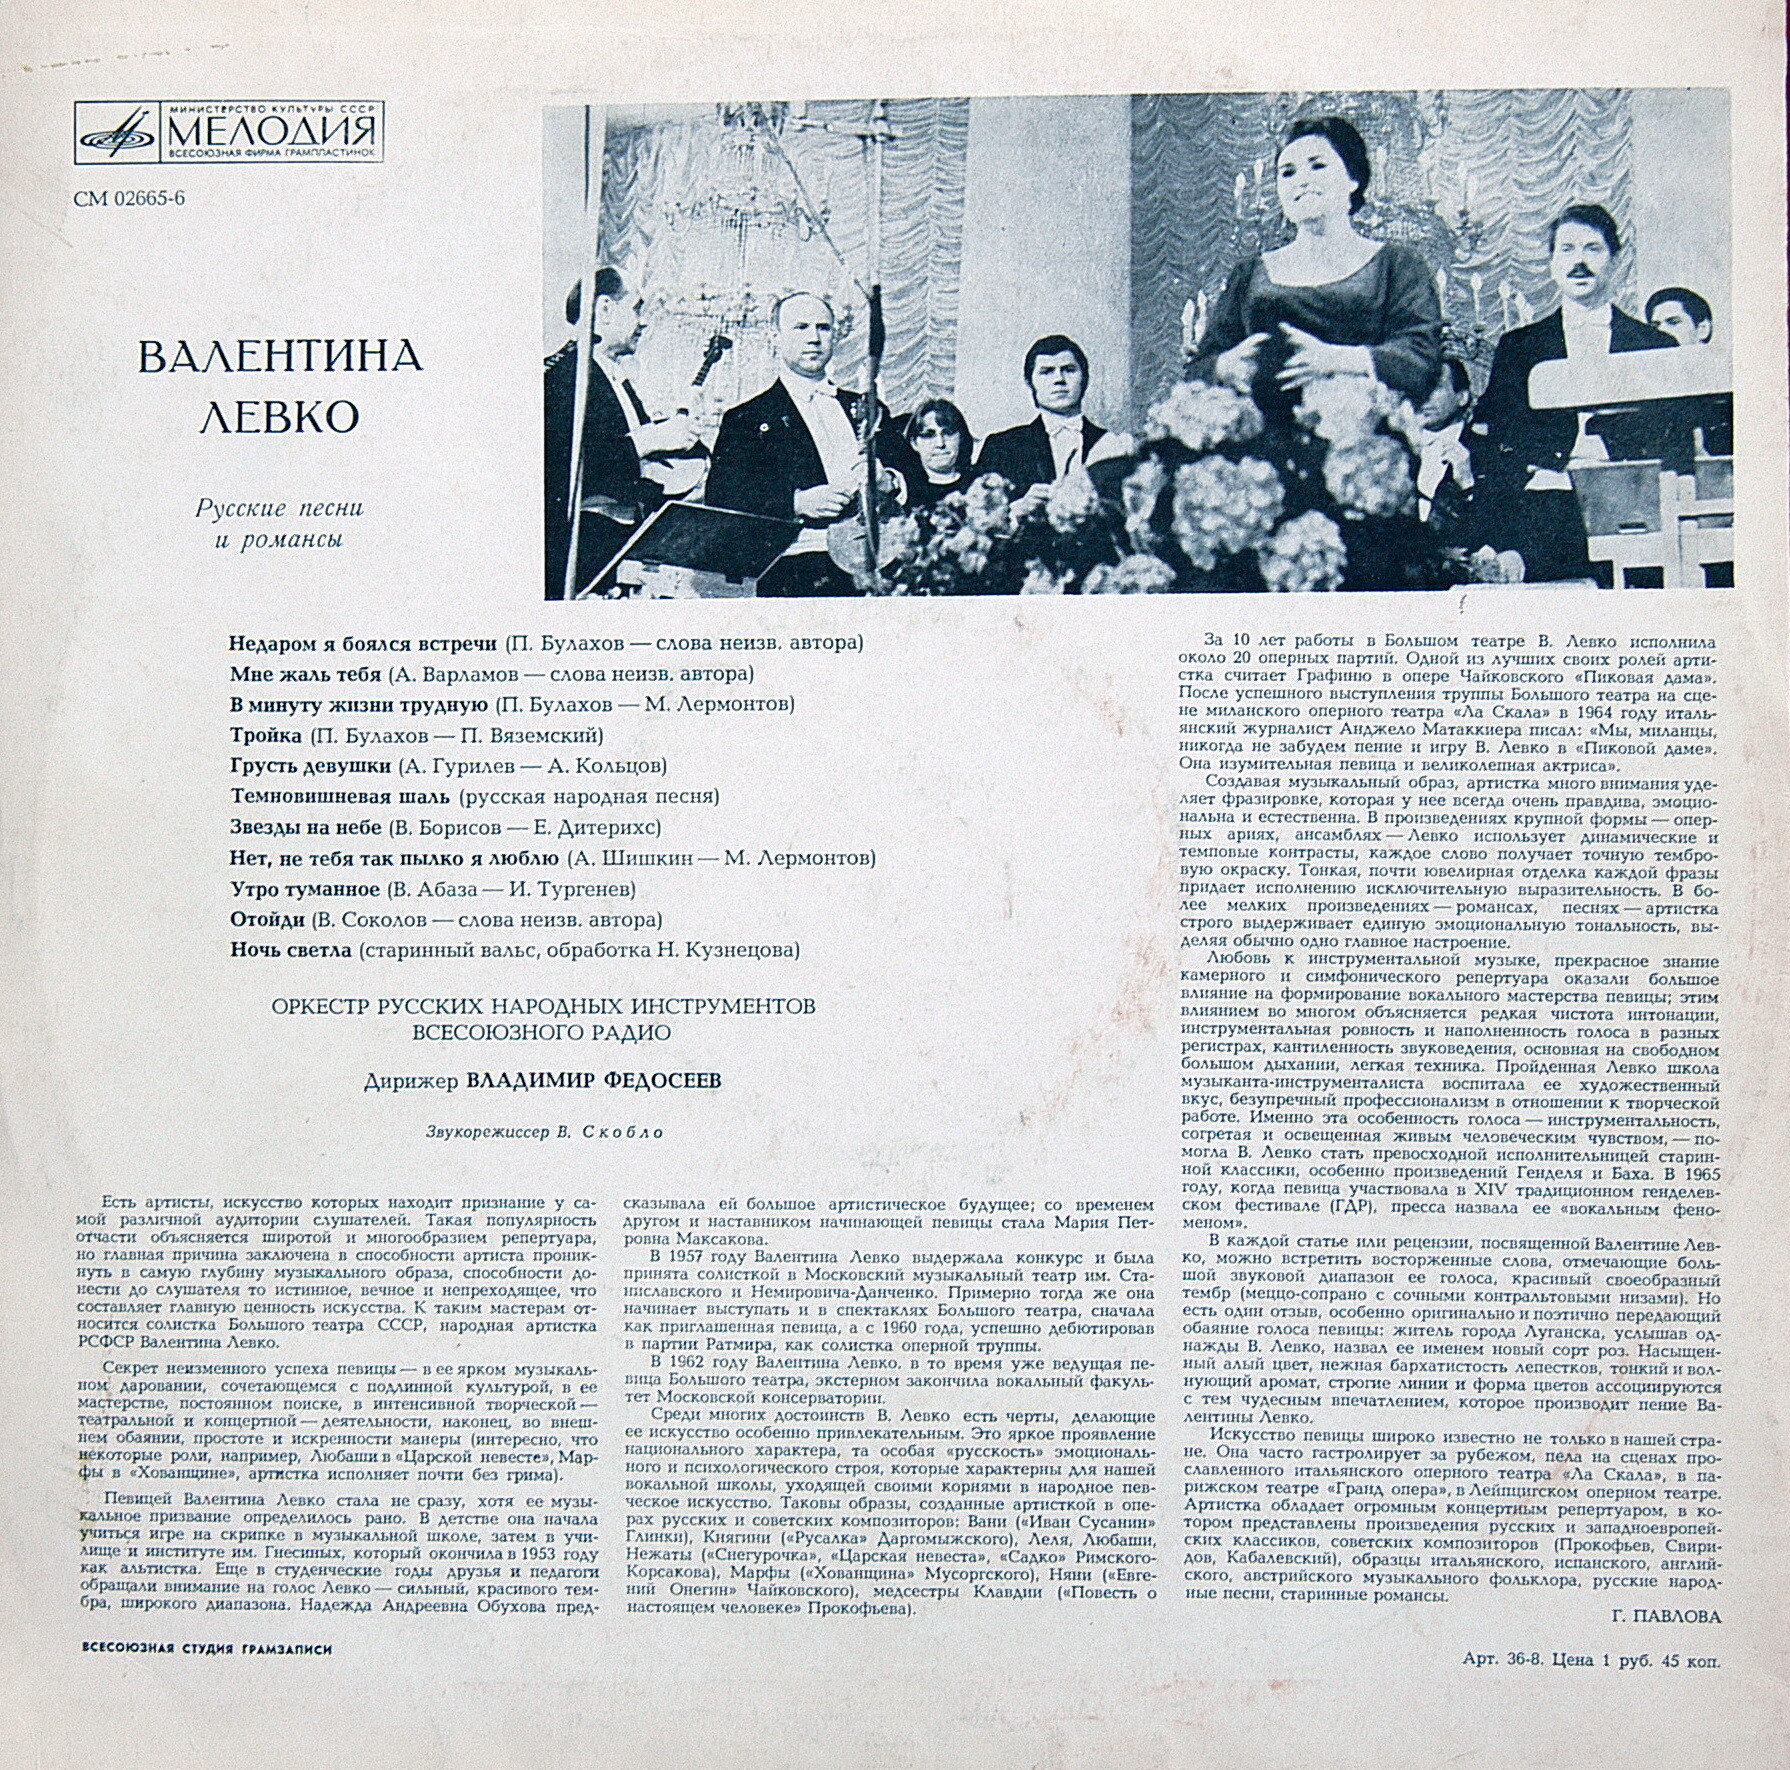 МИНИСТЕРСТВО КУЛЬТУРЫ СССР
МЕЛОДИЯ
ВСЕСОЮЗНАЯ ФИРМА ГРАМПЛАСТИНОК
СМ 02665-6
ВАЛЕНТИНА
ЛЕВКО
Русские песни
и романсы
Недаром я боялся встречи (П. Булахов — слова неизв. автора)
Мне жаль тебя (А. Варламов — слова неизв. автора)
В минуту жизни трудную (П. Булахов — М. Лермонтов)
Тройка (П. Булахов — П. Вяземский)
Грусть девушки (А. Гурилев — А. Кольцов)
Темновишневая шаль (русская народная песня)
Звезды на небе (В. Борисов — Е. Дитерихс)
Нет, не тебя так пылко я люблю (А. Шишкин — М. Лермонтов)
Утро туманное (В. Абаза — И. Тургенев)
Отойди (В. Соколов — слова неизв. автора)
Ночь светла (старинный вальс, обработка Н. Кузнецова)
ОРКЕСТР РУССКИХ НАРОДНЫХ ИНСТРУМЕНТОВ
ВСЕСОЮЗНОГО РАДИО
Дирижер ВЛАДИМИР ФЕДОСЕЕВ
Звукорежиссер В. Скобло
Есть артисты, искусство которых находит признание у са-
мой различной аудитории слушателей. Такая популярность
отчасти объясняется широтой и многообразием репертуара,
но главная причина заключена в способности артиста проник-
нуть в самую глубину музыкального образа, способности до-
нести до слушателя то истинное, вечное и непреходящее, что
составляет главную ценность искусства. К таким мастерам от-
носится солистка Большого театра СССР, народная артистка
РСФСР Валентина Левко.
Секрет неизменного успеха певицы — в ее ярком музыкаль-
ном даровании, сочетающемся с подлинной культурой, в ее
мастерстве, постоянном поиске, в интенсивной творческой —
театральной и концертной — деятельности, наконец, во внеш-
нем обаянии, простоте и искренности манеры (интересно, что
некоторые роли, например, Любаши в «Царской невесте», Мар-
фы в «Хованщине», артистка исполняет почти без грима).
Певицей Валентина Левко стала не сразу, хотя ее музы-
кальное призвание определилось рано. В детстве она начала
учиться игре на скрипке в музыкальной школе, затем в учи-
лище и институте им. Гнесиных, который окончила в 1953 году
как альтистка. Еще в студенческие годы друзья и педагоги
обращали внимание на голос Левко — сильный, красивого тем-
бра, широкого диапазона. Надежда Андреевна Обухова пред-
сказывала ей большое артистическое будущее; со временем
другом и наставником начинающей певицы стала Мария Пет-
ровна Максакова.
В 1957 году Валентина Левко выдержала конкурс и была
принята солисткой в Московский музыкальный театр им. Ста-
ниславского и Немировича-Данченко. Примерно тогда же она
начинает выступать и в спектаклях Большого театра, сначала
как приглашенная певица, а с 1960 года, успешно дебютировав
в партии Ратмира, как солистка оперной труппы.
В 1962 году Валентина Левко, в то время уже ведущая пе-
вица Большого театра, экстерном закончила вокальный факуль-
тет Московской консерватории.
Среди многих достоинств В. Левко есть черты, делающие
ее искусство особенно привлекательным. Это яркое проявление
национального характера, та особая «русскость» эмоциональ-
ного и психологического строя, которые характерны для нашей
вокальной школы, уходящей своими корнями в народное пев-
ческое искусство. Таковы образы, созданные артисткой в опе-
рах русских и советских композиторов: Вани («Иван Сусанин»
Глинки), Княгини («Русалка» Даргомыжского), Леля, Любаши,
Нежаты («Снегурочка», «Царская невеста», «Садко» Римского-
Корсакова), Марфы («Хованщина» Мусоргского), Няни («Евге-
ний Онегин» Чайковского), медсестры Клавдии («Повесть о
настоящем человеке» Прокофьева).
За 10 лет работы в Большом театре В. Левко исполнила
около 20 оперных партий. Одной из лучших своих ролей арти-
стка считает Графиню в опере Чайковского «Пиковая дама».
После успешного выступления труппы Большого театра на сце-
не миланского оперного театра «Ла Скала» в 1964 году италь-
янский журналист Анджело Матаккиера писал: «Мы, миланцы,
никогда не забудем пение и игру В. Левко в «Пиковой даме».
Она изумительная певица и великолепная актриса».
Создавая музыкальный образ, артистка много внимания уде-
ляет фразировке, которая у нее всегда очень правдива, эмоцио-
нальна и естественна. В произведениях крупной формы — опер-
ных ариях, ансамблях — Левко использует динамические и
темповые контрасты, каждое слово получает точную тембро-
вую окраску. Тонкая, почти ювелирная отделка каждой фразы
придает исполнению исключительную выразительность. В бо-
лее мелких произведениях — романсах, песнях — артистка
строго выдерживает единую эмоциональную тональность, вы-
деляя обычно одно главное настроение.
Любовь к инструментальной музыке, прекрасное знание
камерного и симфонического репертуара оказали большое
влияние на формирование вокального мастерства певицы; этим
влиянием во многом объясняется редкая чистота интонации,
инструментальная ровность и наполненность голоса в разных
регистрах, кантиленность звуковедения, основная на свободном
большом дыхании, легкая техника. Пройденная Левко школа
музыканта-инструменталиста воспитала ее художественный
вкус, безупречный профессионализм в отношении к творческой
работе. Именно эта особенность голоса — инструментальность,
согретая и освещенная живым человеческим чувством, — по-
могла В. Левко стать превосходной исполнительницей старин-
ной классики, особенно произведений Генделя и Баха. В 1965
году, когда певица участвовала в XIV традиционном генделев-
ском фестивале (ГДР), пресса назвала ее «вокальным фено-
меном».
В каждой статье или рецензии, посвященной Валентине Лев-
ко, можно встретить восторженные слова, отмечающие боль-
шой звуковой диапазон ее голоса, красивый своеобразный
тембр (меццо-сопрано с сочными контральтовыми низами). Но
есть один отзыв, особенно оригинально и поэтично передающий
обаяние голоса певицы: житель города Луганска, услышав од-
нажды В. Левко, назвал ее именем новый сорт роз. Насыщен-
ный алый цвет, нежная бархатистость лепестков, тонкий и вол-
нующий аромат, строгие линии и форма цветов ассоциируются
с тем чудесным впечатлением, которое производит пение Ва-
лентины Левко.
Искусство певицы широко известно не только в нашей стра-
не. Она часто гастролирует за рубежом, пела на сценах про-
славленного итальянского оперного театра «Ла Скала», в па-
рижском театре «Гранд опера», в Лейпцигском оперном театре.
Артистка обладает огромным концертным репертуаром, в ко-
тором представлены произведения русских и западноевропей-
ских классиков, советских композиторов (Прокофьев, Свири-
дов, Кабалевский), образцы итальянского, испанского, англий-
ского, австрийского музыкального фольклора, русские народ-
ные песни, старинные романсы.
Г. ПАВЛОВА
ВСЕСОЮЗНАЯ СТУДИЯ ГРАМЗАПИСИ
Арт. 36-8. Цена 1 руб. 45 коп.